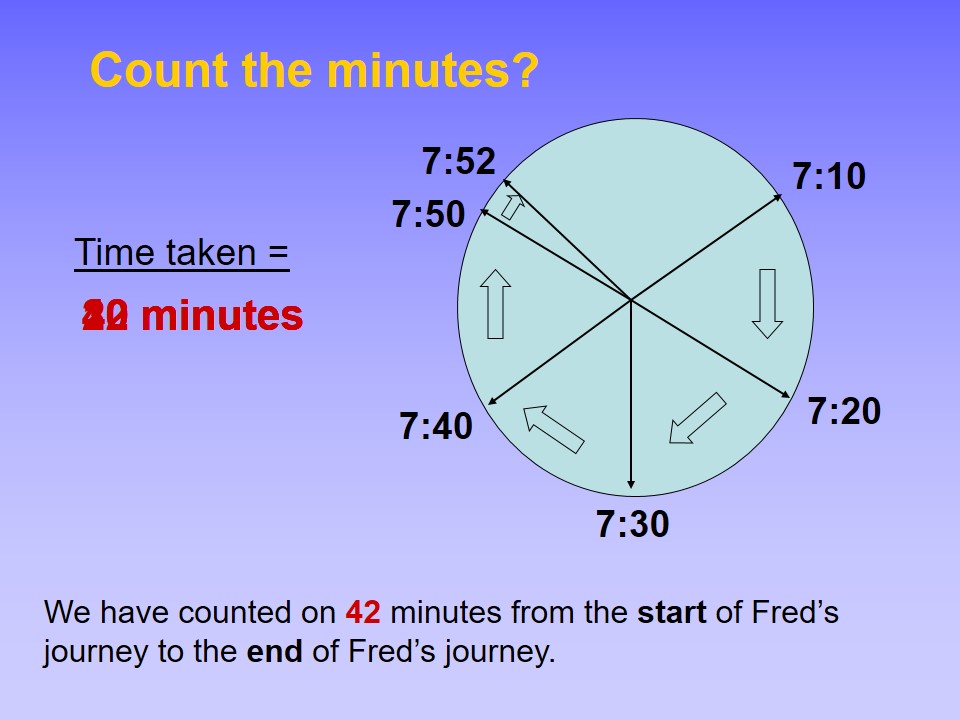 Count the minutes?
7:52
7:10
7:50
Time taken =
minutes
7:40
7:20
7:30
We have counted on 42 minutes from the start of Fred’s
journey to the end of Fred’s journey.